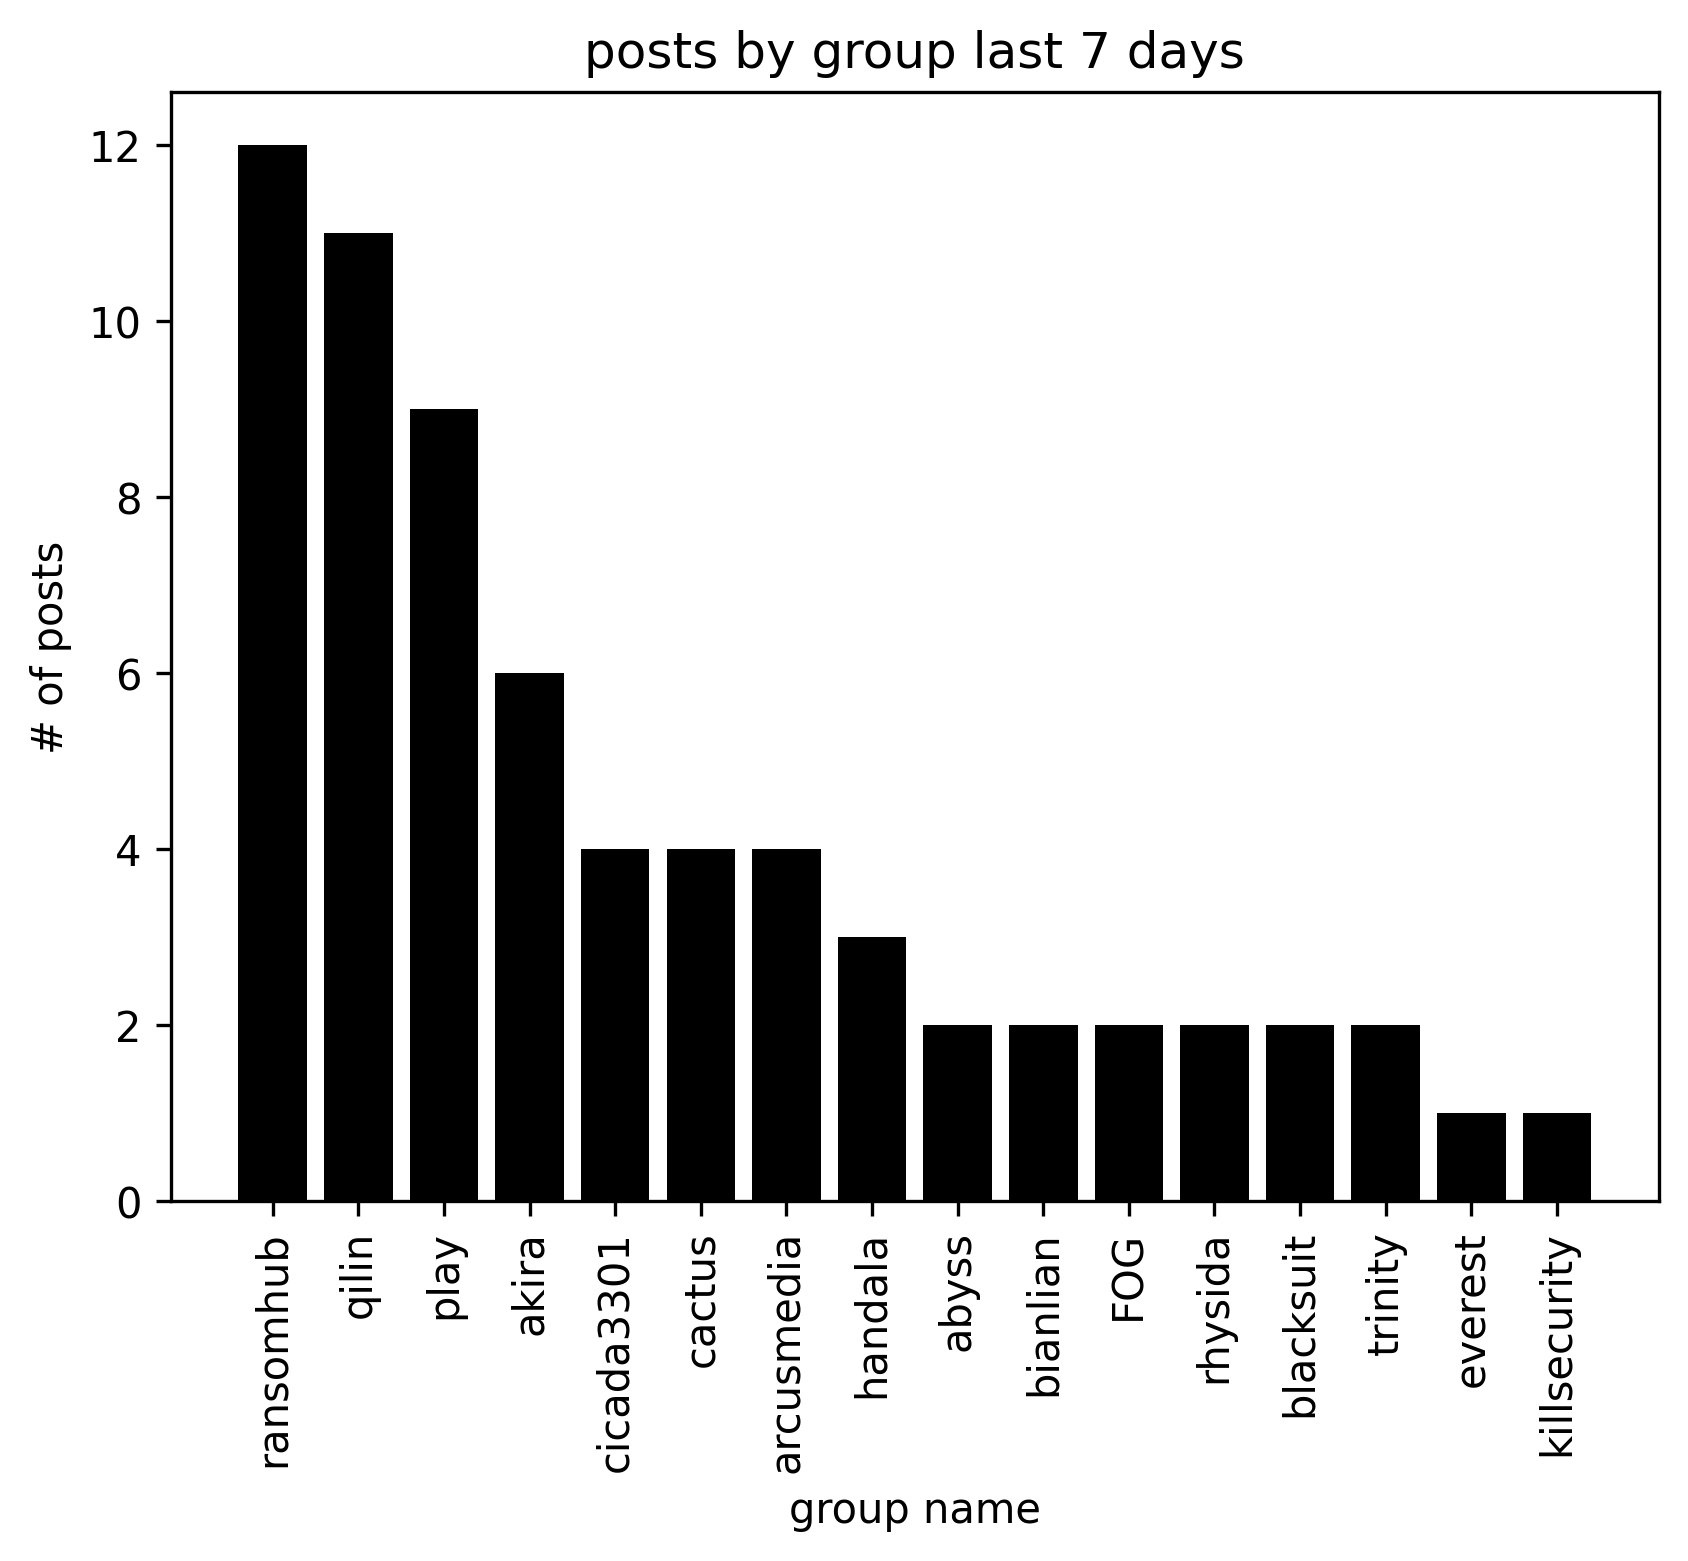 posts by group last 7 days
12
10
8
6
4
2
0
# of posts
ransomhub
qilin
play
akira
cicada3301
cactus
arcusmedia
handala
abyss
bianlian
FOG
rhysida
blacksuit
trinity
everest
killsecurity
group name